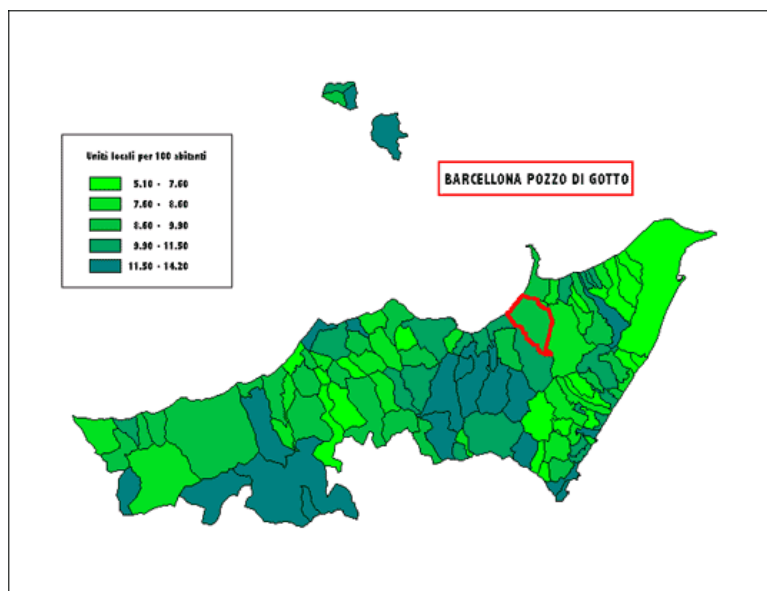 Unità locali per 100 abitanti
5.10 - 7.60
7.60 - 8.60
8.60 - 9.90
9.90 - 11.50
11.50 - 14.20
BARCELLONA POZZO DI GOTTO